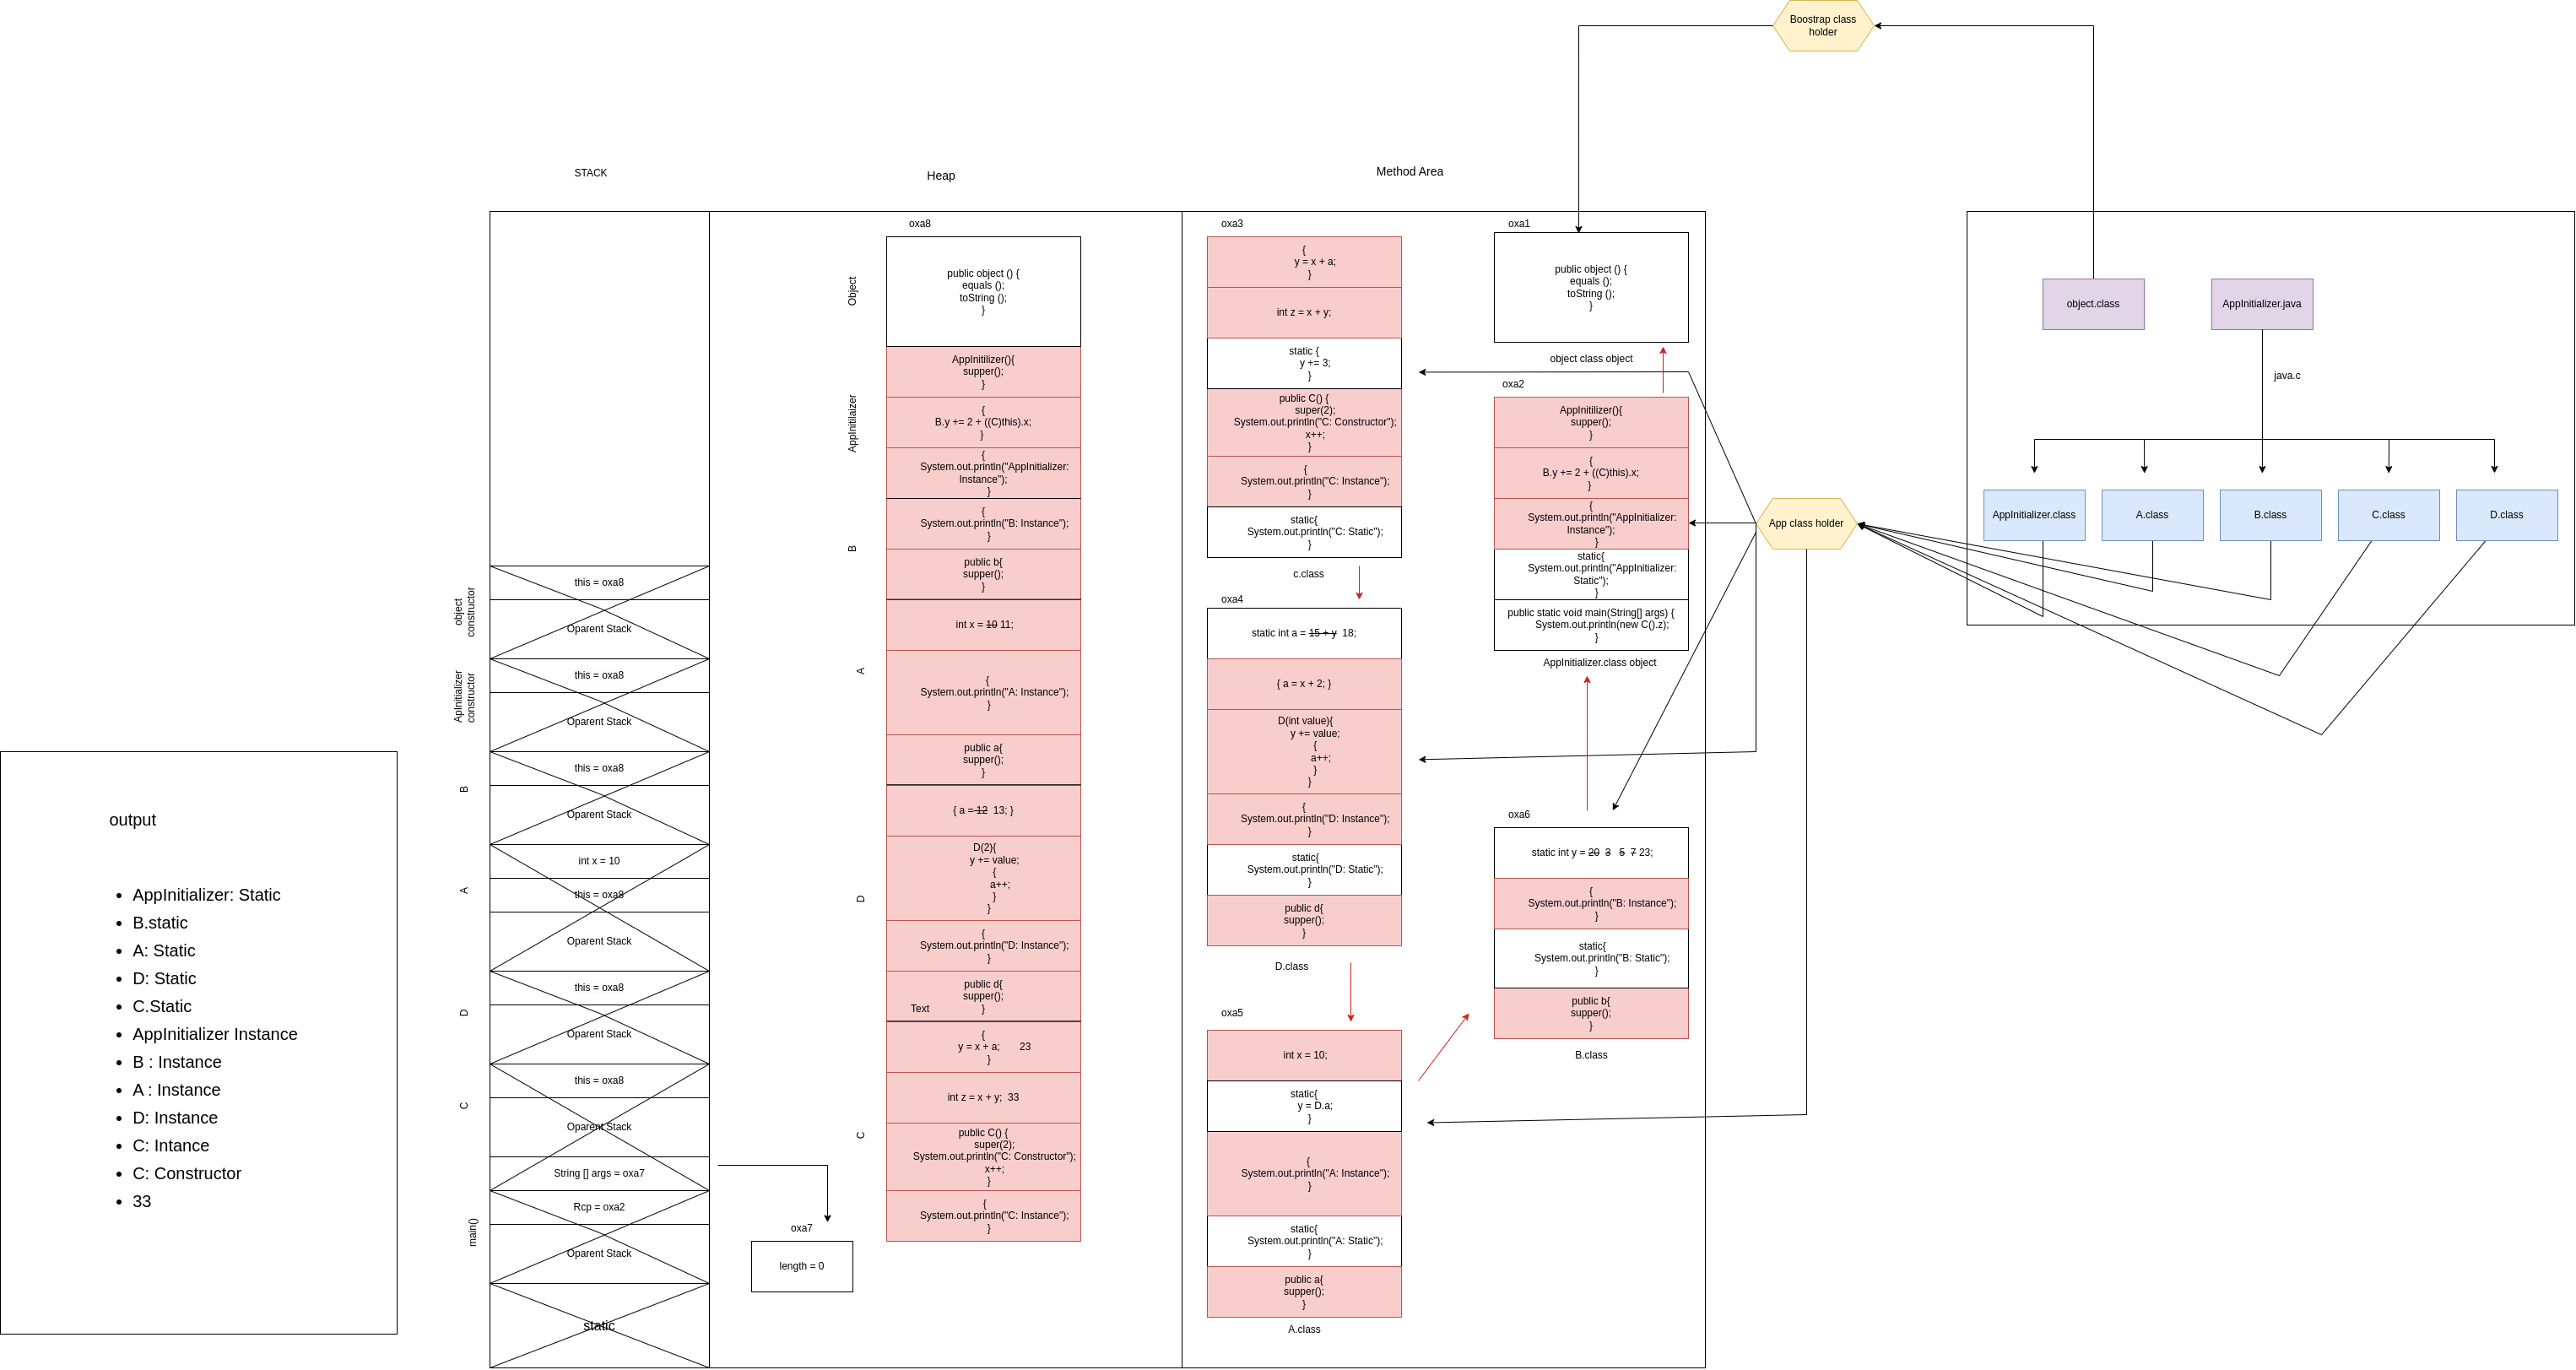 Boostrap class
holder
STACK
Heap
Method Area
object
constructor
ApInitializer
constructor
B
A
D
C
main()
this = oxa8
Oparent Stack
this = oxa8
Oparent Stack
this = oxa8
Oparent Stack
int x = 10
this = oxa8
Oparent Stack
this = oxa8
Oparent Stack
this = oxa8
Oparent Stack
String [] args = oxa7
Rcp = oxa2
Oparent Stack
static
output
• AppInitializer: Static
• B.static
• A: Static
• D: Static
• C.Static
• AppInitializer Instance
• B : Instance
• A : Instance
• D: Instance
• C: Intance
• C: Constructor
• 33
oxa7
length = 0
oxa8
Object
public object () {
equals ();
toString ();
}
AppInitilaizer
AppInitilizer(){
supper();
}
{
B.y += 2 + ((C)this).x;
}
{
System.out.println("AppInitializer:
Instance");
}
B
{
System.out.println("B: Instance");
}
public b{
supper();
}
A
int x = 10 11;
{
System.out.println("A: Instance");
}
public a{
supper();
}
D
{ a = 12 13; }
D(2){
y += value;
{
a++;
}
}
{
System.out.println("D: Instance");
}
public d{
supper();
}
Text
C
{
y = x + a; 23
}
int z = x + y; 33
public C() {
super(2);
System.out.println("C: Constructor");
x++;
}
{
System.out.println("C: Instance");
}
oxa3
{
y = x + a;
}
int z = x + y;
static {
y += 3;
}
public C() {
super(2);
System.out.println("C: Constructor");
x++;
}
{
System.out.println("C: Instance");
}
static{
System.out.println("C: Static");
}
c.class
oxa4
static int a = 15 + y 18;
{ a = x + 2; }
D(int value){
y += value;
{
a++;
}
}
{
System.out.println("D: Instance");
}
static{
System.out.println("D: Static");
}
public d{
supper();
}
D.class
oxa5
int x = 10;
static{
y = D.a;
}
{
System.out.println("A: Instance");
}
static{
System.out.println("A: Static");
}
public a{
supper();
}
A.class
oxa1
public object () {
equals ();
toString ();
}
object class object
oxa2
AppInitilizer(){
supper();
}
{
B.y += 2 + ((C)this).x;
}
{
System.out.println("AppInitializer:
Instance");
}
static{
System.out.println("AppInitializer:
Static");
}
public static void main(String[] args) {
System.out.println(new C().z);
}
AppInitializer.class object
oxa6
static int y = 20 3 5 7 23;
{
System.out.println("B: Instance");
}
static{
System.out.println("B: Static");
}
public b{
supper();
}
B.class
App class holder
object.class
AppInitializer.java
java.c
AppInitializer.class
A.class
B.class
C.class
D.class